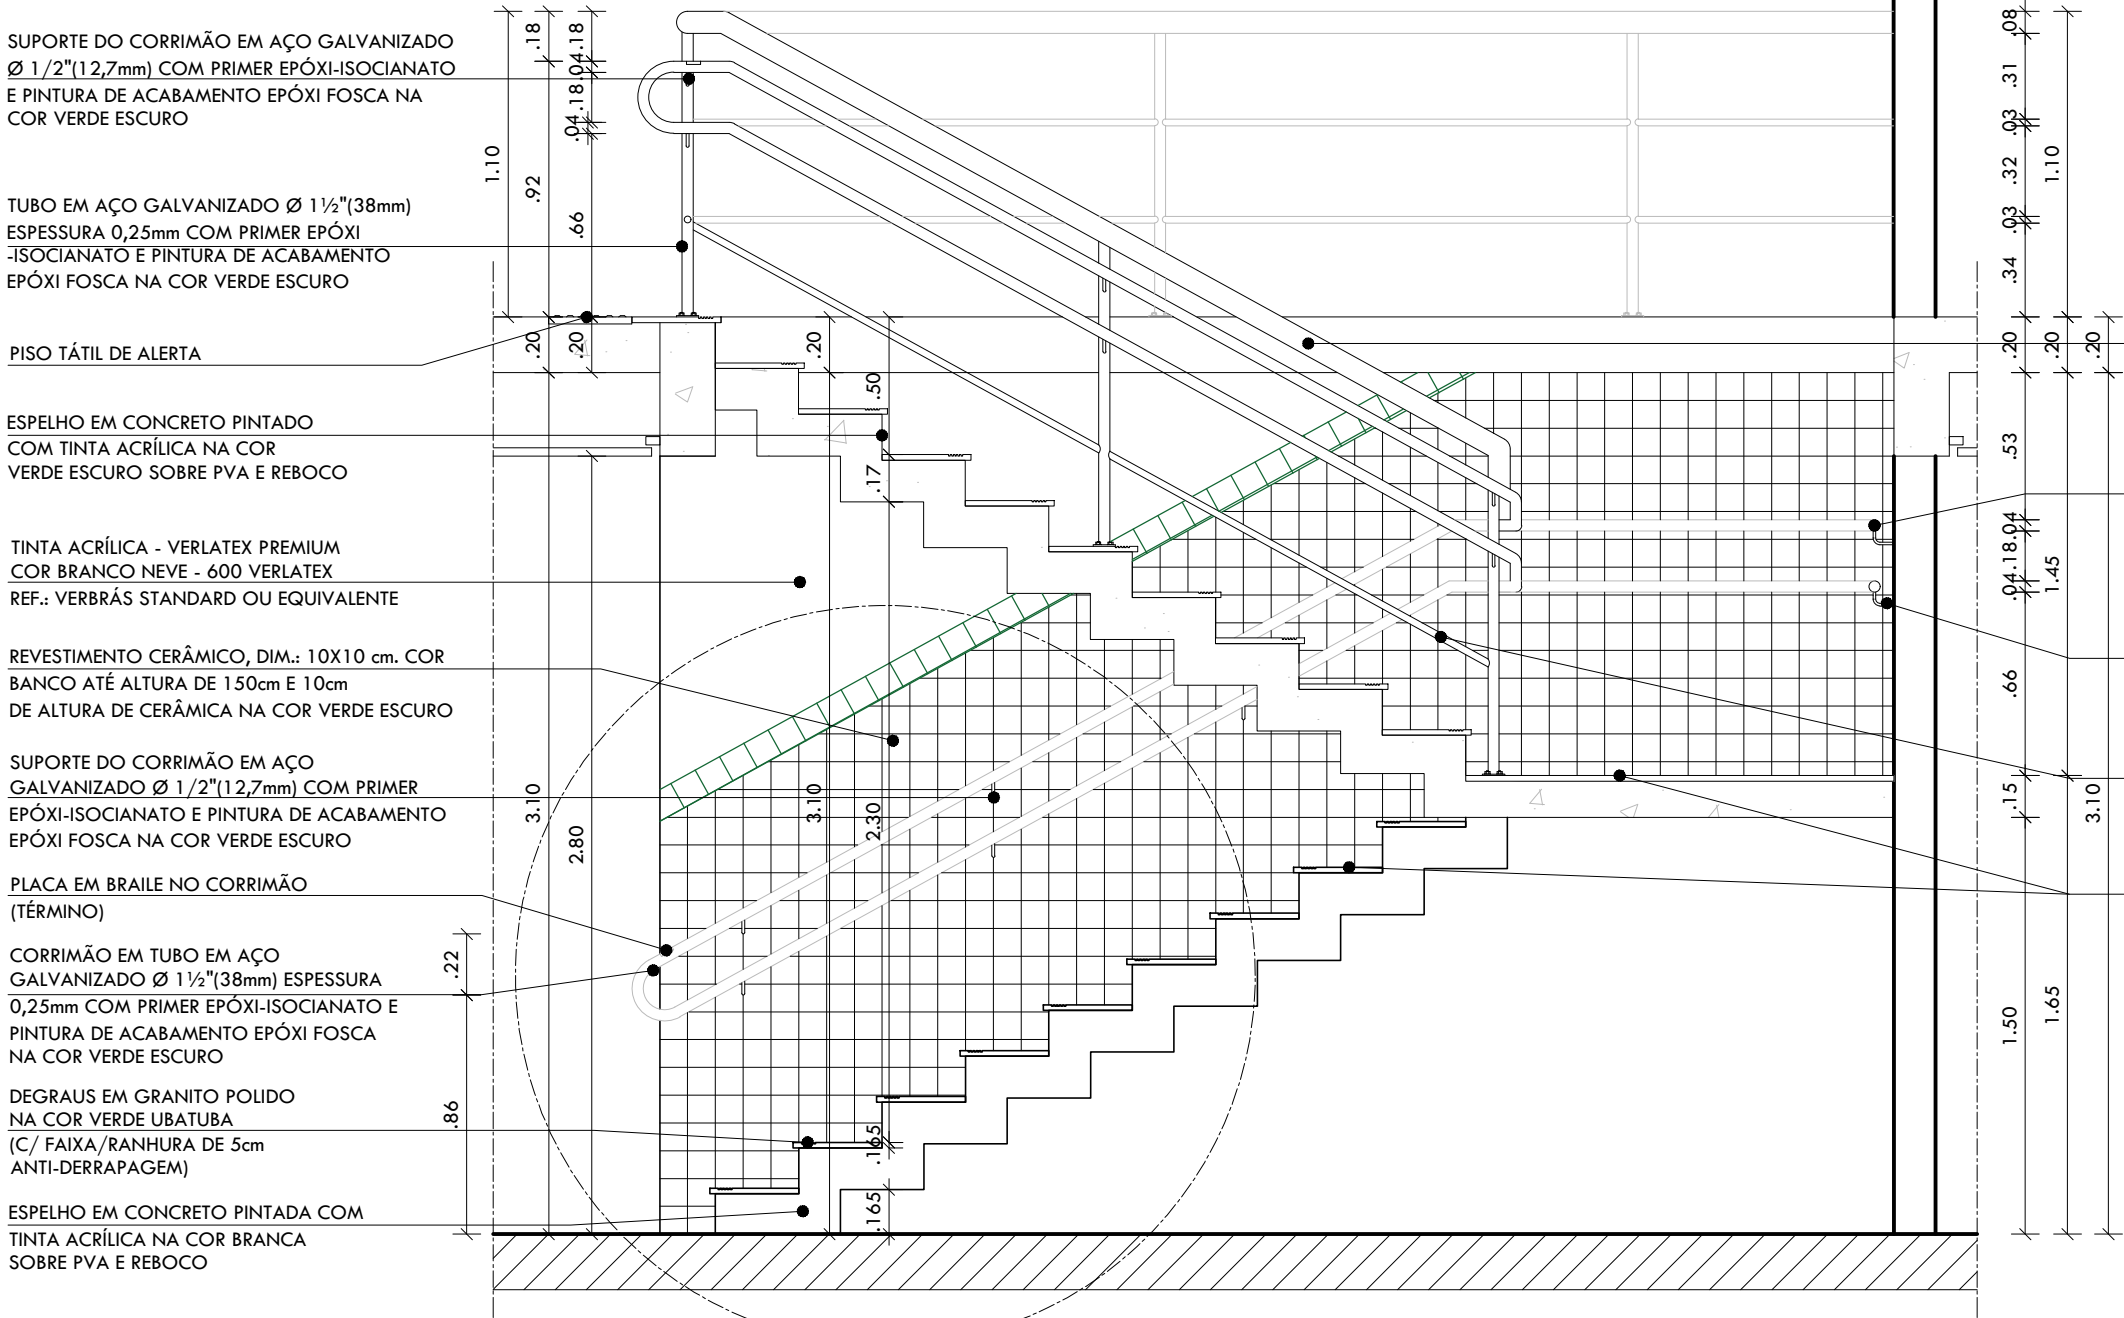 SUPORTE DO CORRIMÃO EM AÇO GALVANIZADO
Ø 1/2"(12,7mm) COM PRIMER EPÓXI-ISOCIANATO
E PINTURA DE ACABAMENTO EPÓXI FOSCA NA
COR VERDE ESCURO
TUBO EM AÇO GALVANIZADO Ø 1½"(38mm)
ESPESSURA 0,25mm COM PRIMER EPÓXI
-ISOCIANATO E PINTURA DE ACABAMENTO
EPÓXI FOSCA NA COR VERDE ESCURO
PISO TÁTIL DE ALERTA
ESPELHO EM CONCRETO PINTADO
COM TINTA ACRÍLICA NA COR
VERDE ESCURO SOBRE PVA E REBOCO
TINTA ACRÍLICA - VERLATEX PREMIUM
COR BRANCO NEVE - 600 VERLATEX
REF.: VERBRÁS STANDARD OU EQUIVALENTE
REVESTIMENTO CERÂMICO, DIM.: 10X10 cm. COR
BANCO ATÉ ALTURA DE 150cm E 10cm
DE ALTURA DE CERÂMICA NA COR VERDE ESCURO
SUPORTE DO CORRIMÃO EM AÇO
GALVANIZADO Ø 1/2"(12,7mm) COM PRIMER
EPÓXI-ISOCIANATO E PINTURA DE ACABAMENTO
EPÓXI FOSCA NA COR VERDE ESCURO
PLACA EM BRAILE NO CORRIMÃO
(TÉRMINO)
CORRIMÃO EM TUBO EM AÇO
GALVANIZADO Ø 1½"(38mm) ESPESSURA
0,25mm COM PRIMER EPÓXI-ISOCIANATO E
PINTURA DE ACABAMENTO EPÓXI FOSCA
NA COR VERDE ESCURO
DEGRAUS EM GRANITO POLIDO
NA COR VERDE UBATUBA
(C/ FAIXA/RANHURA DE 5cm
ANTI-DERRAPAGEM)
ESPELHO EM CONCRETO PINTADA COM
TINTA ACRÍLICA NA COR BRANCA
SOBRE PVA E REBOCO
.22
.86
1.10
.18
.92
.20
3.10
.18
.04
.18
.04
.66
.20
2.80
.20
3.10
.50
.17
2.30
.165
.165
.08
.31
.03
.32
.03
.34
.20
.53
.04
.18
.04
.66
.15
1.50
1.10
.20
1.45
1.65
.20
3.10